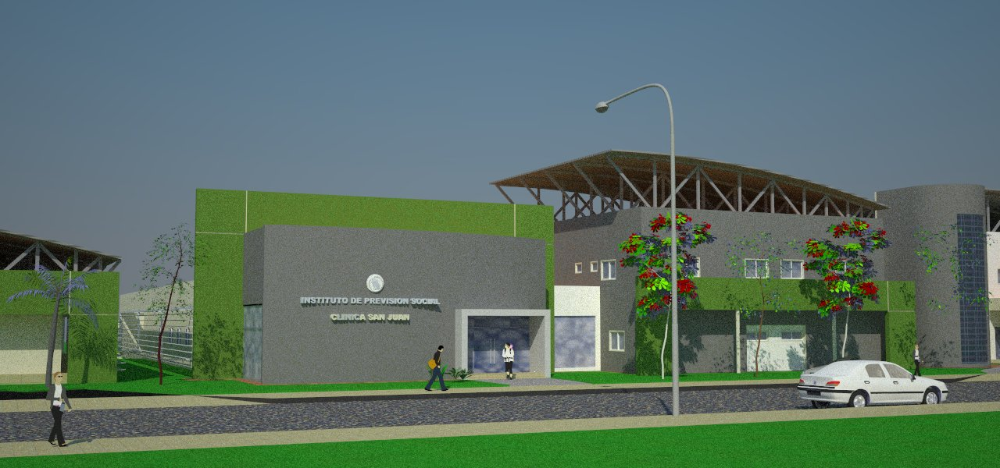 INSTITUTO DE PREVISION SOCIAL
CLINICA SAN JUAN